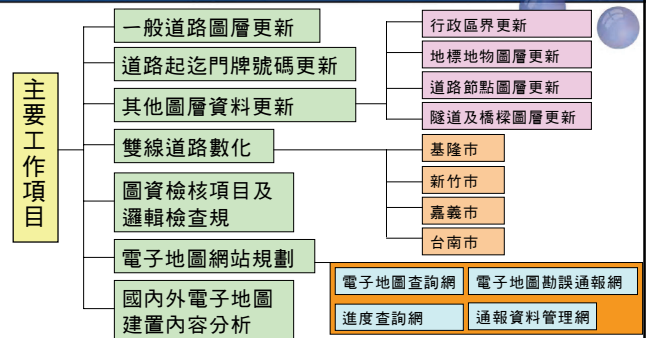 主要工作項目
一般道路圖層更新
道路起迄門牌號碼更新
其他圖層資料更新
行政區界更新
地標地物圖層更新
道路節點圖層更新
隧道及橋樑圖層更新
雙線道路數化
基隆市
新竹市
嘉義市
台南市
圖資檢核項目及
邏輯檢查規
電子地圖網站規劃
電子地圖查詢網
電子地圖勘誤通報網
進度查詢網
通報資料管理網
國內外電子地圖
建置內容分析